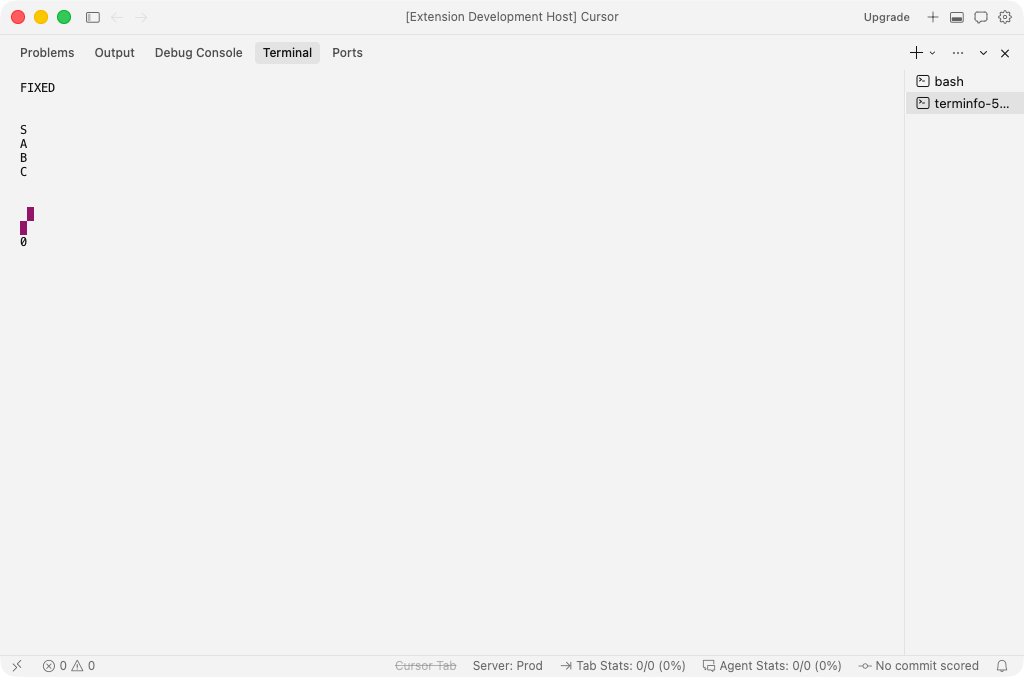 [Extension Development Host] Cursor
Upgrade
Problems Output Debug Console Terminal Ports
FIXED
S
A
B
C
0
bash
terminfo-5...
0 0 Cursor Tab Server: Prod Tab Stats: 0/0 (0%) Agent Stats: 0/0 (0%) No commit scored